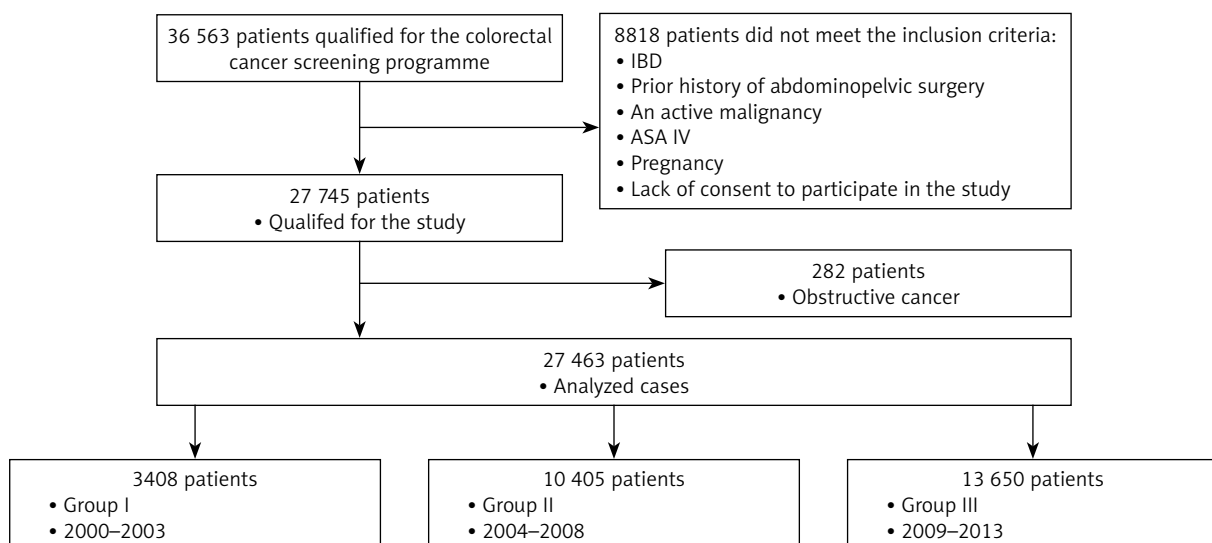 36 563 patients qualified for the colorectal
cancer screening programme
8818 patients did not meet the inclusion criteria:
• IBD
• Prior history of abdominopelvic surgery
• An active malignancy
• ASA IV
• Pregnancy
• Lack of consent to participate in the study
27 745 patients
• Qualifed for the study
282 patients
• Obstructive cancer
27 463 patients
• Analyzed cases
3408 patients
• Group I
• 2000–2003
10 405 patients
• Group II
• 2004–2008
13 650 patients
• Group III
• 2009–2013